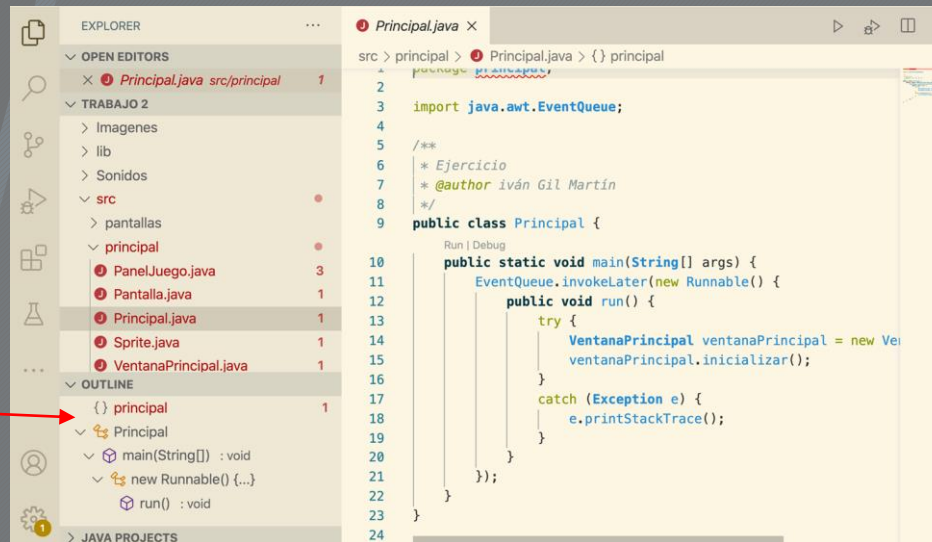 EXPLORER
...
OPEN EDITORS
Principal.java src/principal 1
TRABAJO 2
Imagenes
lib
Sonidos
src
pantallas
principal
PanelJuego.java 3
Pantalla.java 1
Principal.java 1
Sprite.java 1
VentanaPrincipal.java 1
OUTLINE
{} principal 1
Principal
main(String[]) : void
new Runnable() {...}
run() : void
JAVA PROJECTS
1
Principal.java
src > principal > Principal.java > {} principal
1 package principal;
2
3 import java.awt.EventQueue;
4
5 /**
6 * Ejercicio
7 * @author iván Gil Martín
8 */
9 public class Principal {
Run | Debug
10 public static void main(String[] args) {
11 EventQueue.invokeLater(new Runnable() {
12 public void run() {
13 try {
14 VentanaPrincipal ventanaPrincipal = new
15 ventanaPrincipal.inicializar();
16 }
17 catch (Exception e) {
18 e.printStackTrace();
19 }
20 }
21 });
22 }
23 }
24